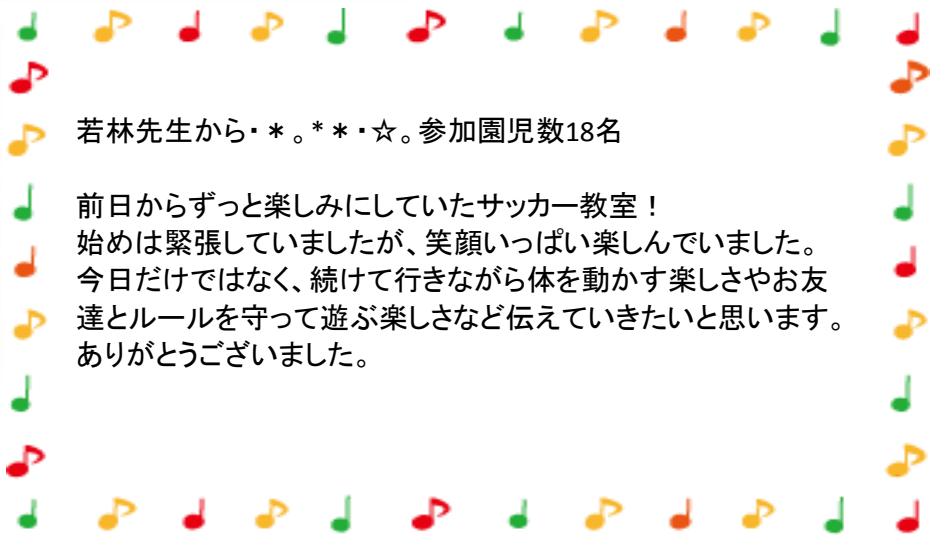 若林先生から・＊。*＊・☆。参加園児数18名
前日からずっと楽しみにしていたサッカー教室！
始めは緊張していましたが、笑顔いっぱい楽しんでいました。
今日だけではなく、続けて行きながら体を動かす楽しさやお友
達とルールを守って遊ぶ楽しさなど伝えていきたいと思います。
ありがとうございました。